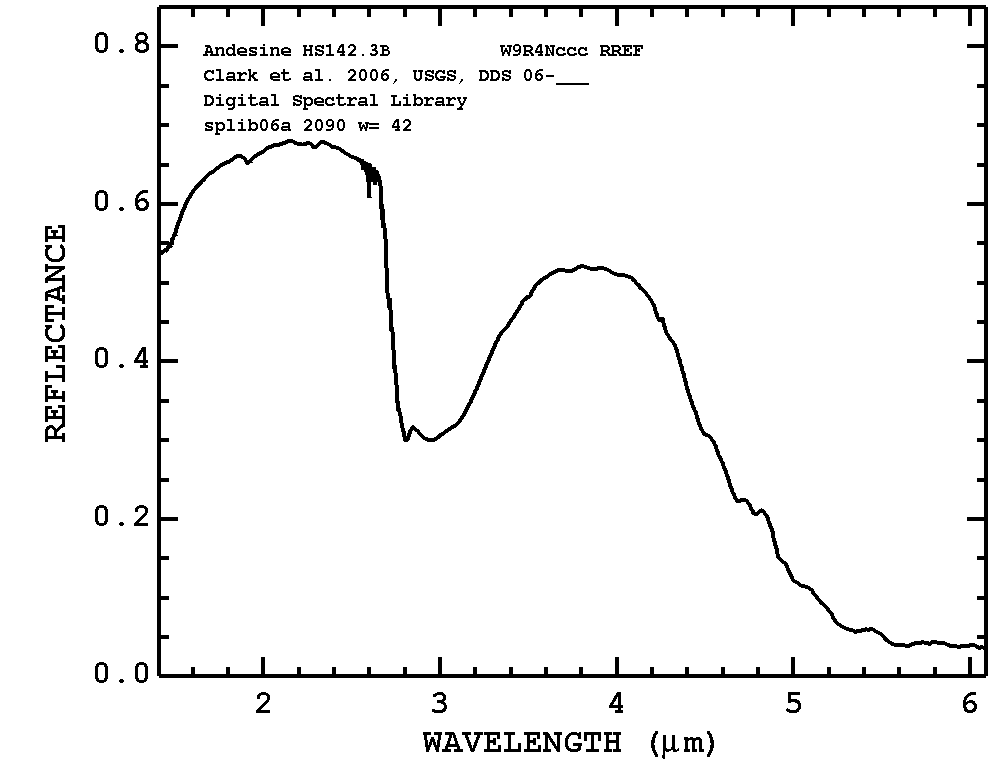 Andesine HS142.3B W9R4Nccc RREF
Clark et al. 2006, USGS, DDS 06-___
Digital Spectral Library
splib06a 2090 w= 42
0.8
0.6
0.4
0.2
0.0
REFLECTANCE
2 3 4 5 6
WAVELENGTH (μm)